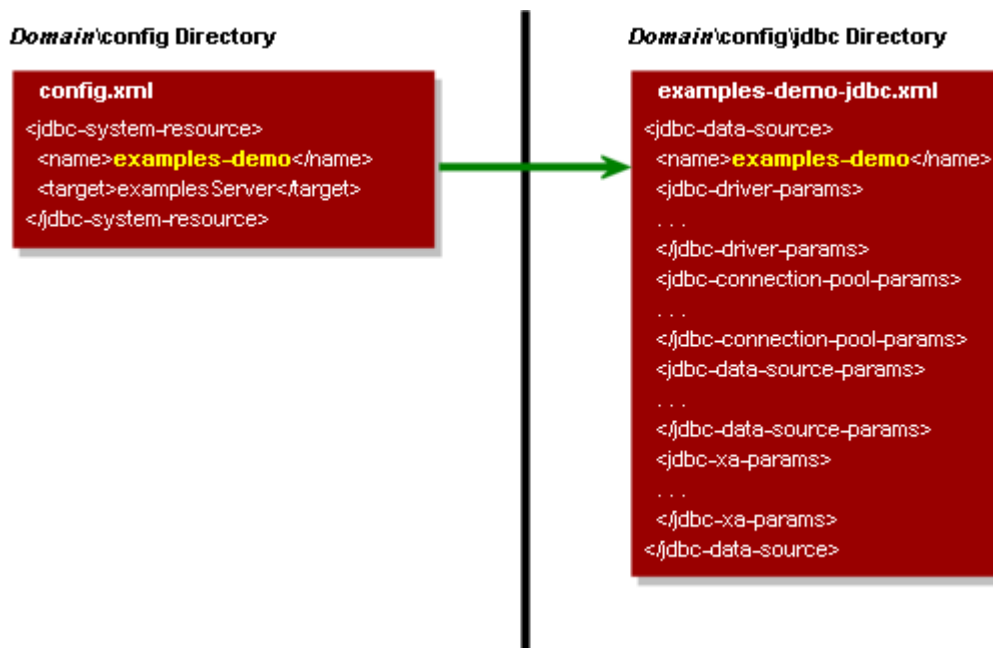 Domain\config Directory
config.xml
<jdbc-system-resource>
<name>examples-demo</name>
<target>examplesServer</target>
</jdbc-system-resource>
Domain\config\jdbc Directory
examples-demo-jdbc.xml
<jdbc-data-source>
<name>examples-demo</name>
<jdbc-driver-params>
. . .
</jdbc-driver-params>
<jdbc-connection-pool-params>
. . .
</jdbc-connection-pool-params>
<jdbc-data-source-params>
. . .
</jdbc-data-source-params>
<jdbc-xa-params>
. . .
</jdbc-xa-params>
</jdbc-data-source>